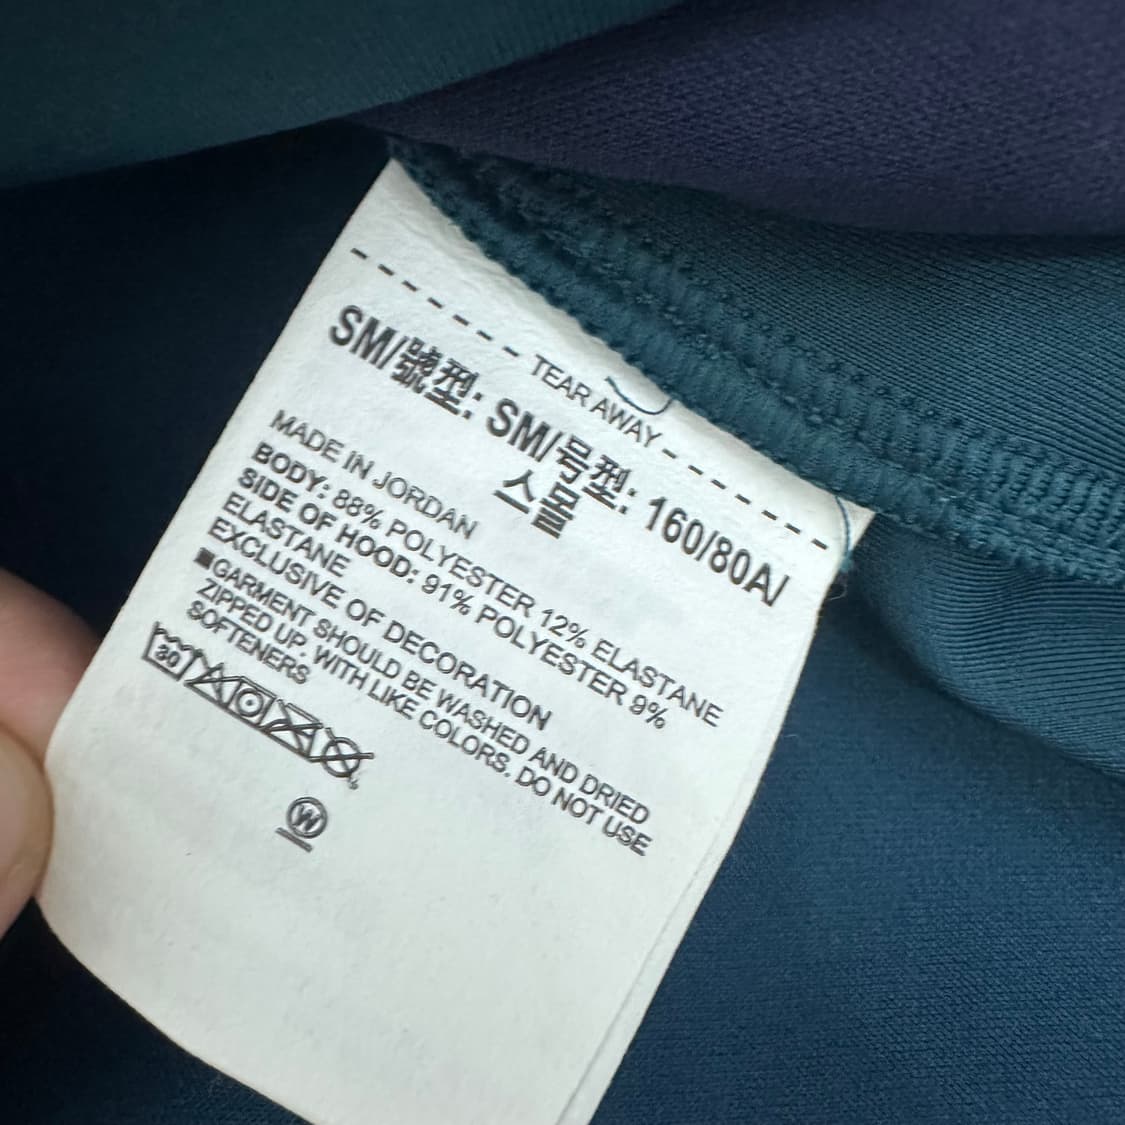 TEAR AWAY
SM/號型: SM/号型: 160/80A/
스몰
MADE IN JORDAN
BODY: 88% POLYESTER 12% ELASTANE
SIDE OF HOOD: 91% POLYESTER 9%
ELASTANE
EXCLUSIVE OF DECORATION
■GARMENT SHOULD BE WASHED AND DRIED
ZIPPED UP. WITH LIKE COLORS. DO NOT USE
SOFTENERS
30
W